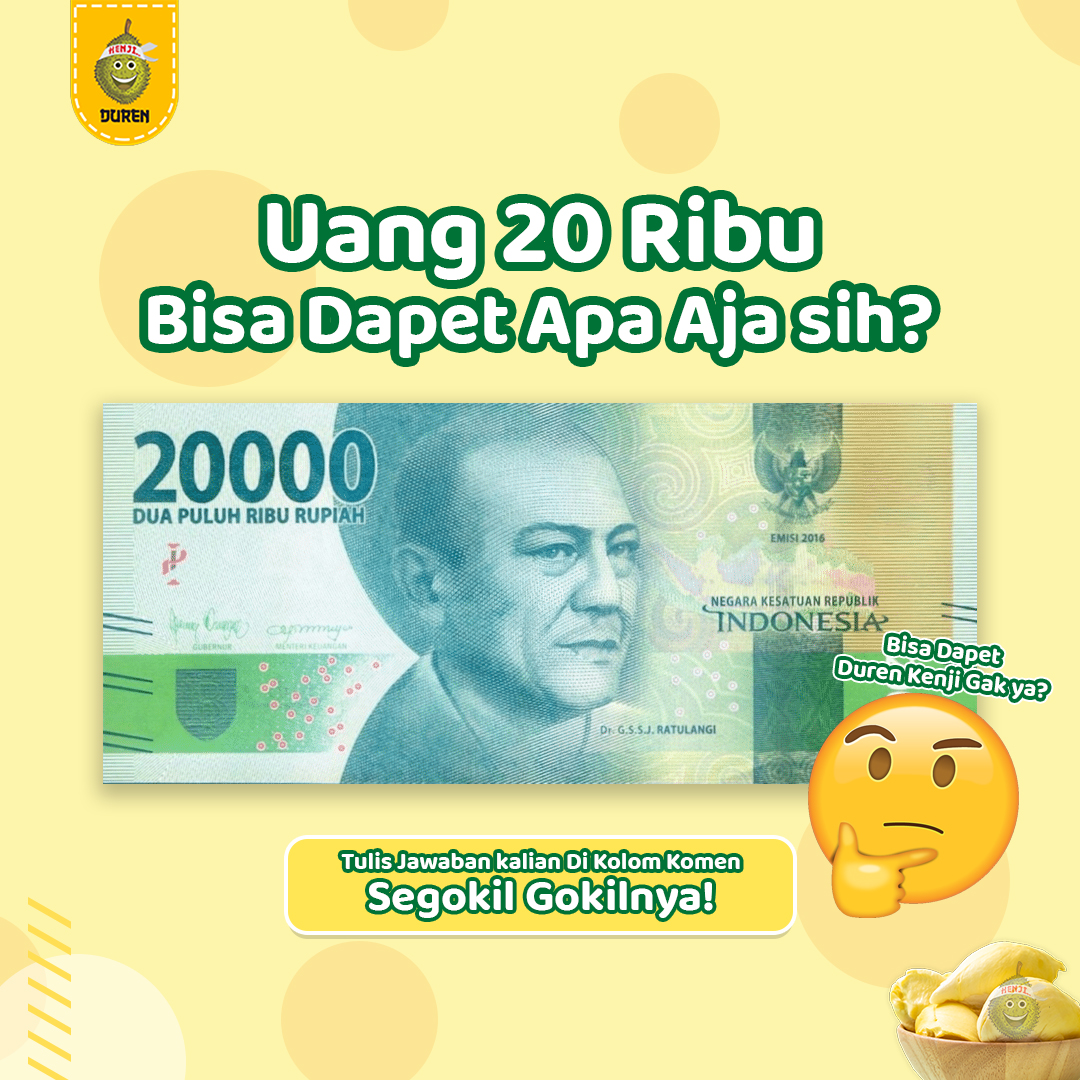 KENJI
DUREN
Uang 20 Ribu
Bisa Dapet Apa Aja sih?
20000
DUA PULUH RIBU RUPIAH
EMISI 2016
NEGARA KESATUAN REPUBLIK
INDONESIA
GUBERNUR
MENTERI KEUANGAN
Dr. G.S.S.J. RATULANGI
Bisa Dapet
Duren Kenji Gak ya?
Tulis Jawaban kalian Di Kolom Komen
Segokil Gokilnya!
KENJI